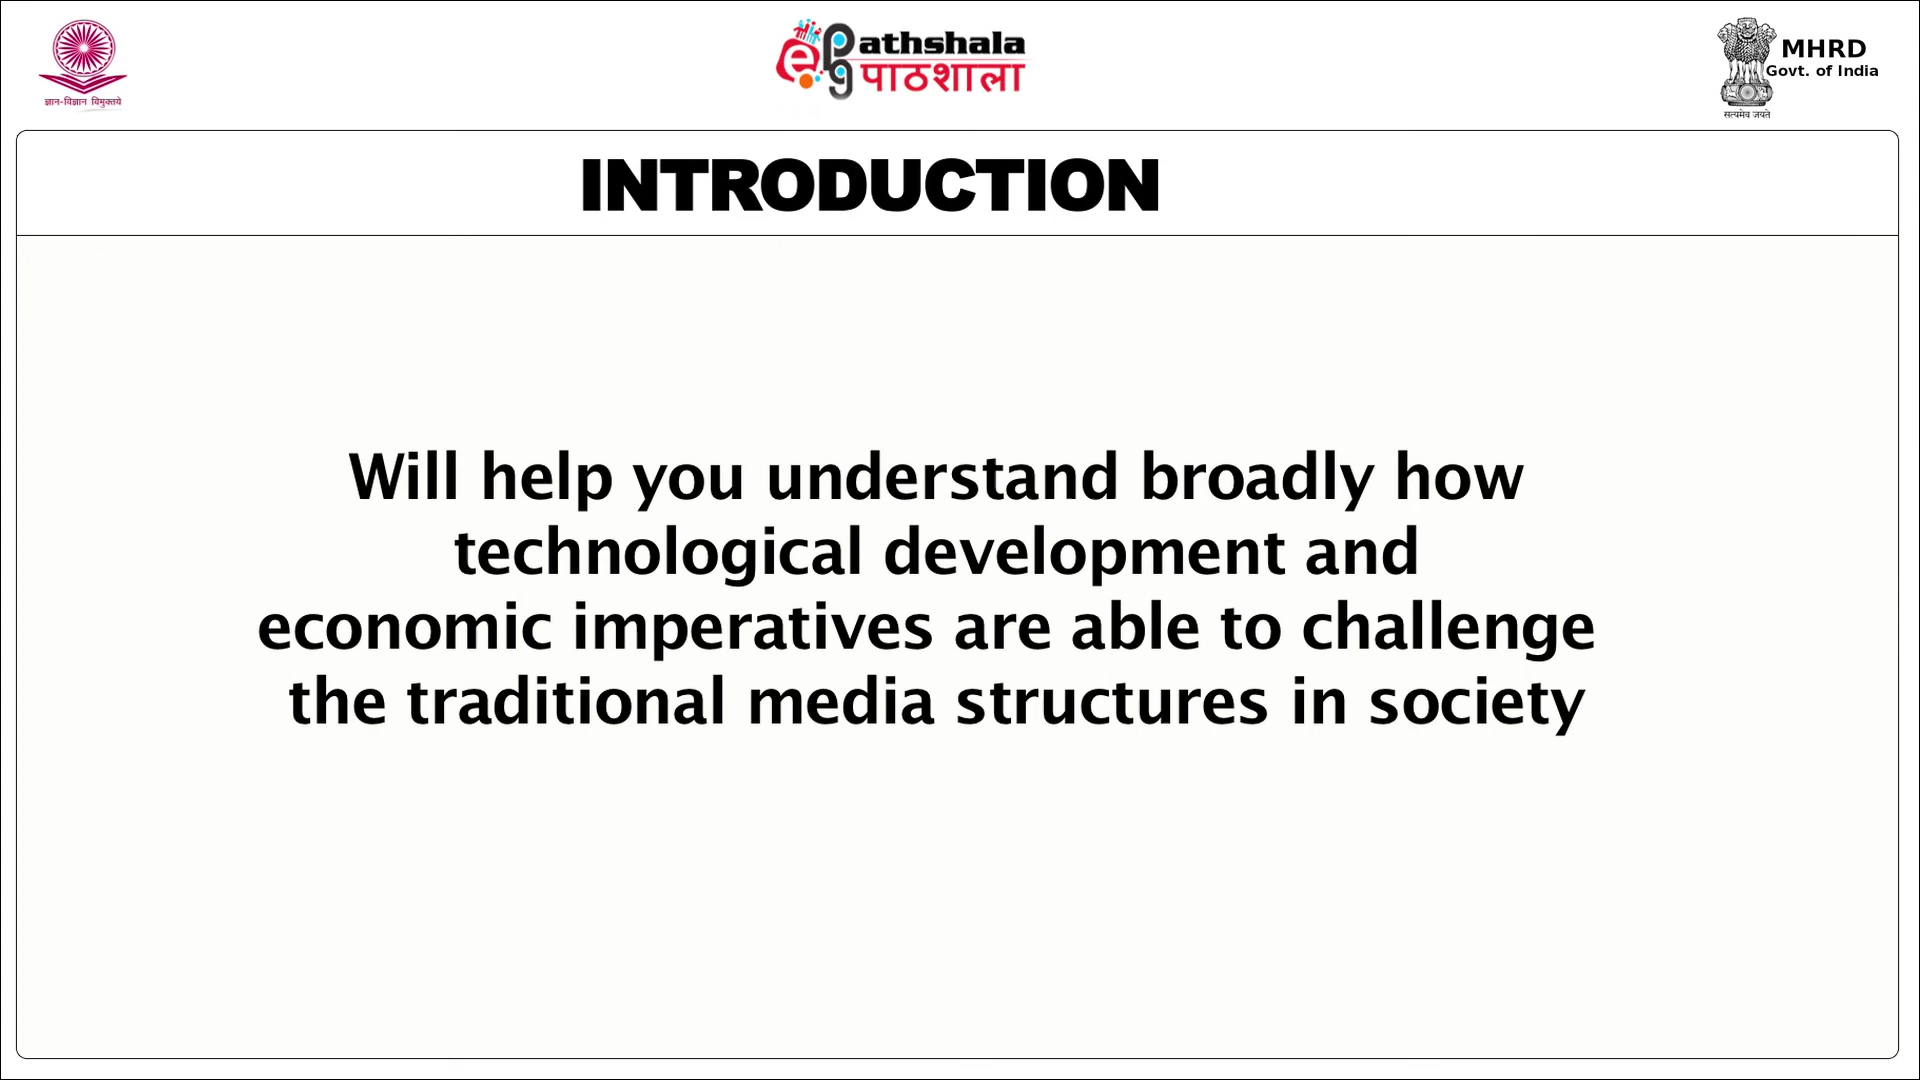 ज्ञान-विज्ञान विमुक्तये
ePg athshala
पाठशाला
MHRD
Govt. of India
सत्यमेव जयते
INTRODUCTION
Will help you understand broadly how
technological development and
economic imperatives are able to challenge
the traditional media structures in society